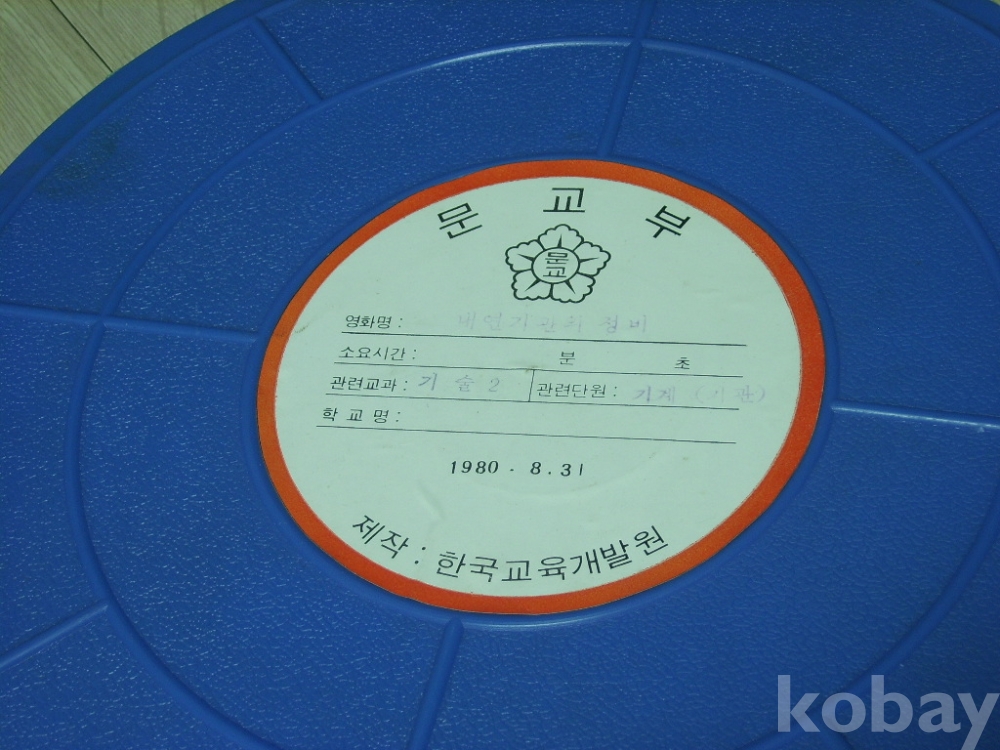 문교부
문교
영화명 : 내연기관의 정비
소요시간 : 분 초
관련교과 : 기술2 관련단원 : 기계 (기관)
학교명 :
1980 - 8.31
제작 : 한국교육개발원
kobay